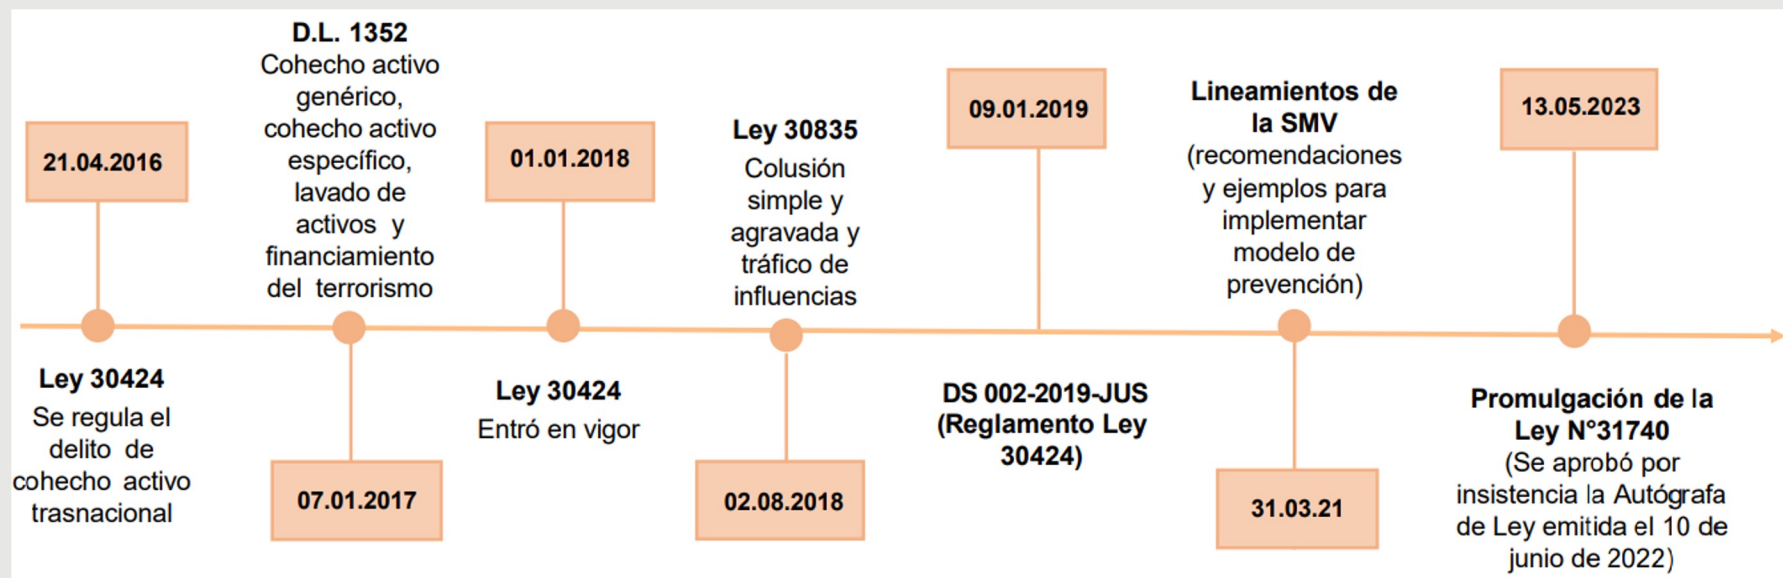 21.04.2016
Ley 30424
Se regula el
delito de
cohecho activo
trasnacional
D.L. 1352
Cohecho activo
genérico,
cohecho activo
específico,
lavado de
activos y
financiamiento
del terrorismo
07.01.2017
01.01.2018
Ley 30424
Entró en vigor
Ley 30835
Colusión
simple y
agravada y
tráfico de
influencias
02.08.2018
09.01.2019
DS 002-2019-JUS
(Reglamento Ley
30424)
Lineamientos de
la SMV
(recomendaciones
y ejemplos para
implementar
modelo de
prevención)
31.03.21
13.05.2023
Promulgación de la
Ley N°31740
(Se aprobó por
insistencia la Autógrafa
de Ley emitida el 10 de
junio de 2022)